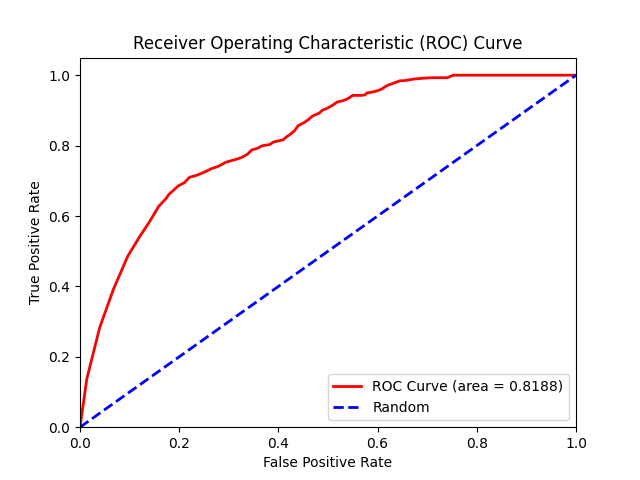 Receiver Operating Characteristic (ROC) Curve
True Positive Rate
1.0
0.8
0.6
0.4
0.2
0.0
0.0 0.2 0.4 0.6 0.8 1.0
False Positive Rate
ROC Curve (area = 0.8188)
Random